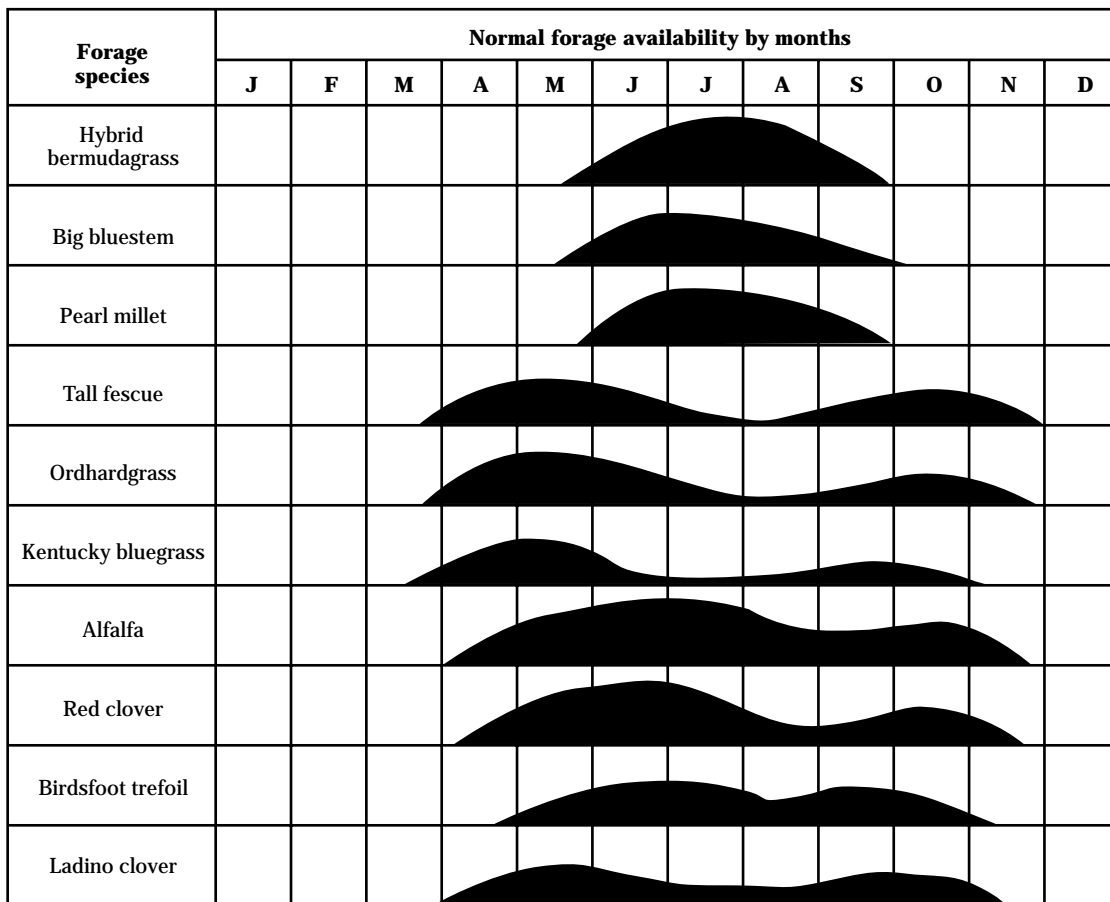 Forage
species
Normal forage availability by months
J F M A M J J A S O N D
Hybrid
bermudagrass
Big bluestem
Pearl millet
Tall fescue
Ordhardgrass
Kentucky bluegrass
Alfalfa
Red clover
Birdsfoot trefoil
Ladino clover